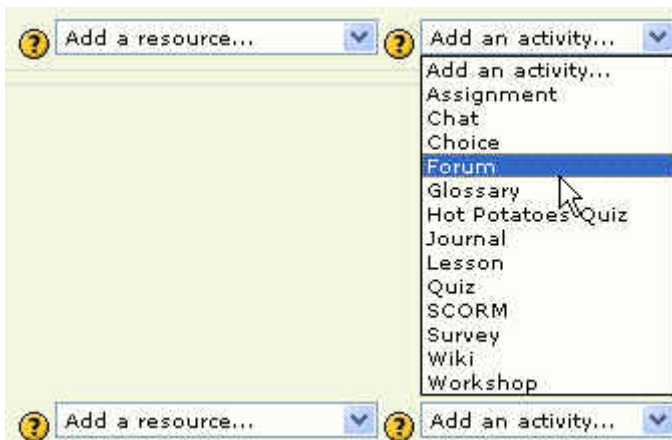 ? Add a resource... ? Add an activity...
Add an activity...
Assignment
Chat
Choice
Forum
Glossary
Hot Potatoes Quiz
Journal
Lesson
Quiz
SCORM
Survey
Wiki
Workshop
? Add a resource... ? Add an activity...